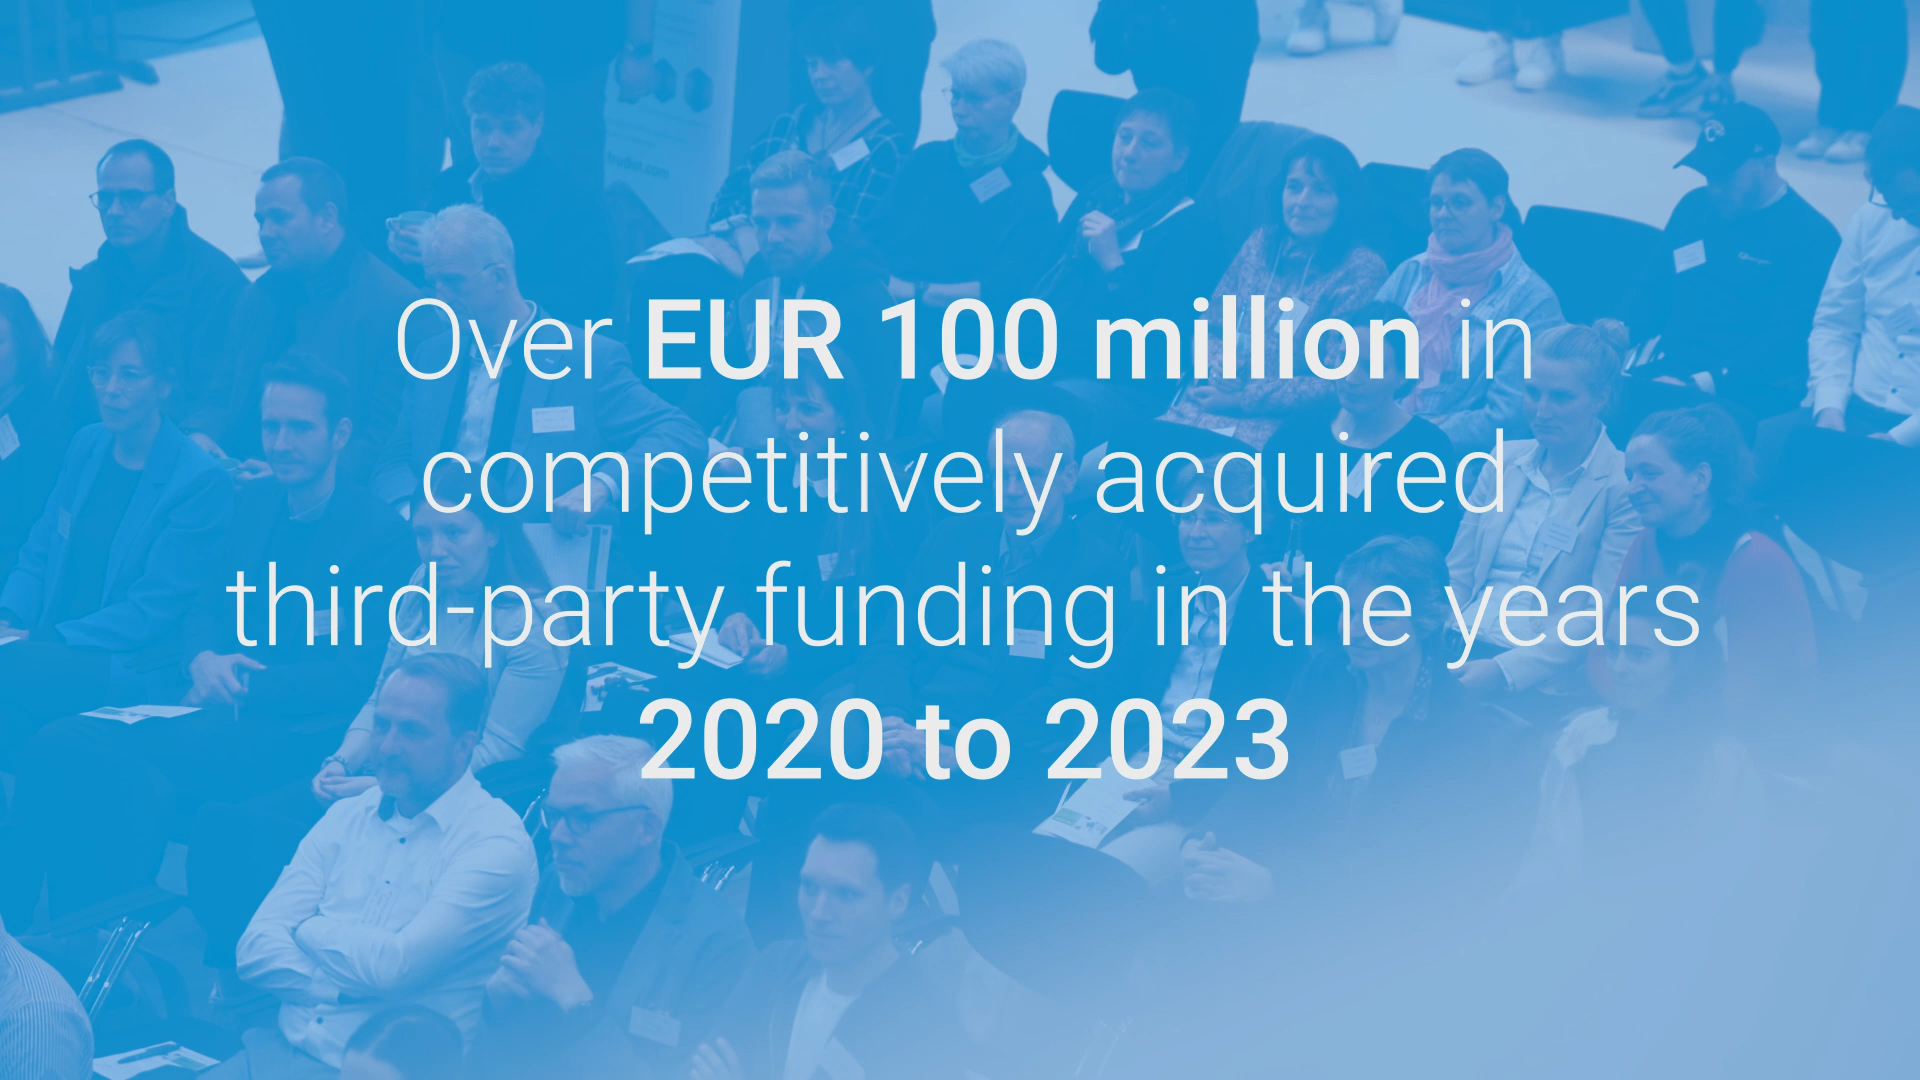 Over EUR 100 million in
competitively acquired
third-party funding in the years
2020 to 2023